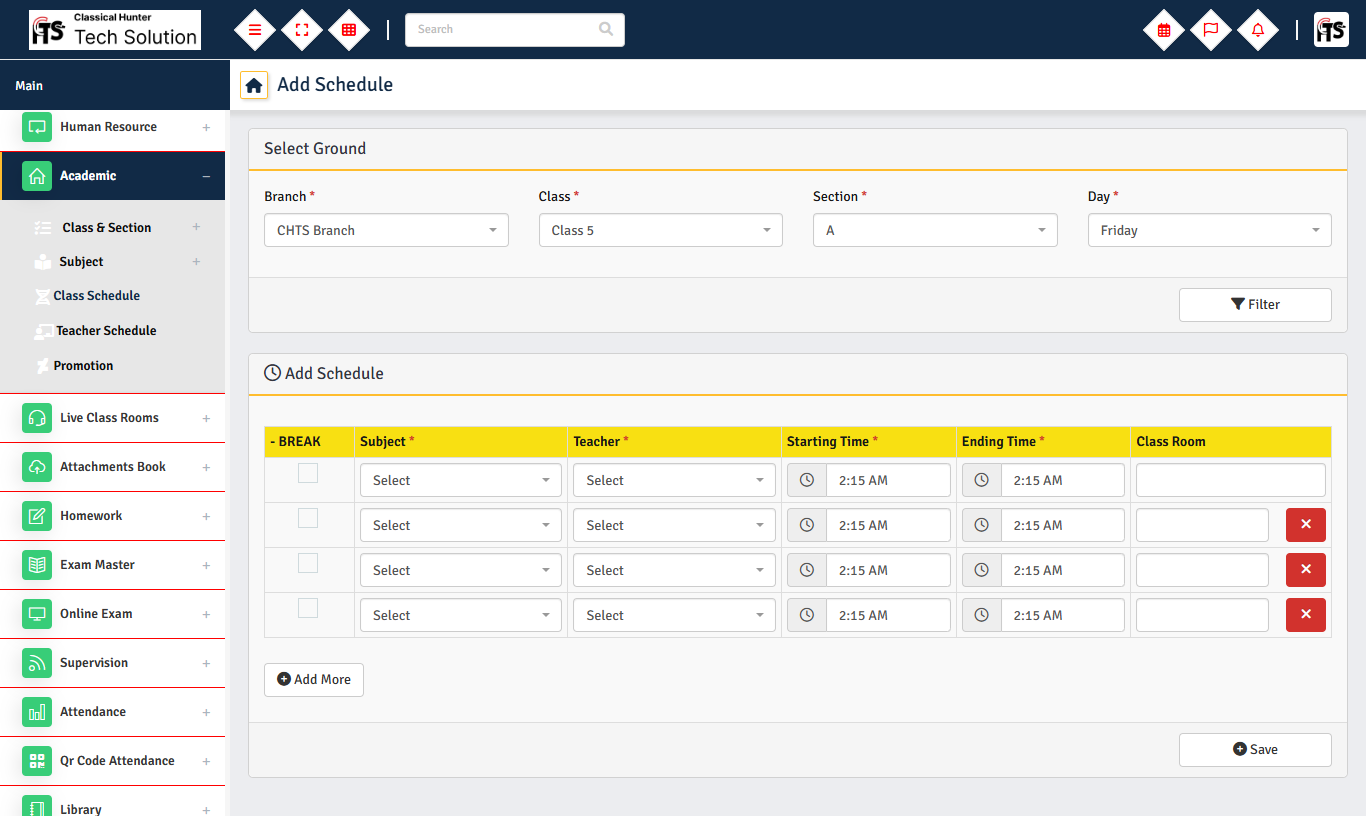 Classical Hunter
HTS Tech Solution
Search
HTS
Main
Add Schedule
Human Resource +
Academic −
Class & Section +
Subject +
Class Schedule
Teacher Schedule
Promotion
Live Class Rooms +
Attachments Book +
Homework +
Exam Master +
Online Exam +
Supervision +
Attendance +
Qr Code Attendance +
Library +
Select Ground
Branch * Class * Section * Day *
CHTS Branch Class 5 A Friday
Filter
Add Schedule
- BREAK Subject * Teacher * Starting Time * Ending Time * Class Room
Select Select 2:15 AM 2:15 AM
Select Select 2:15 AM 2:15 AM
Select Select 2:15 AM 2:15 AM
Select Select 2:15 AM 2:15 AM
Add More
Save